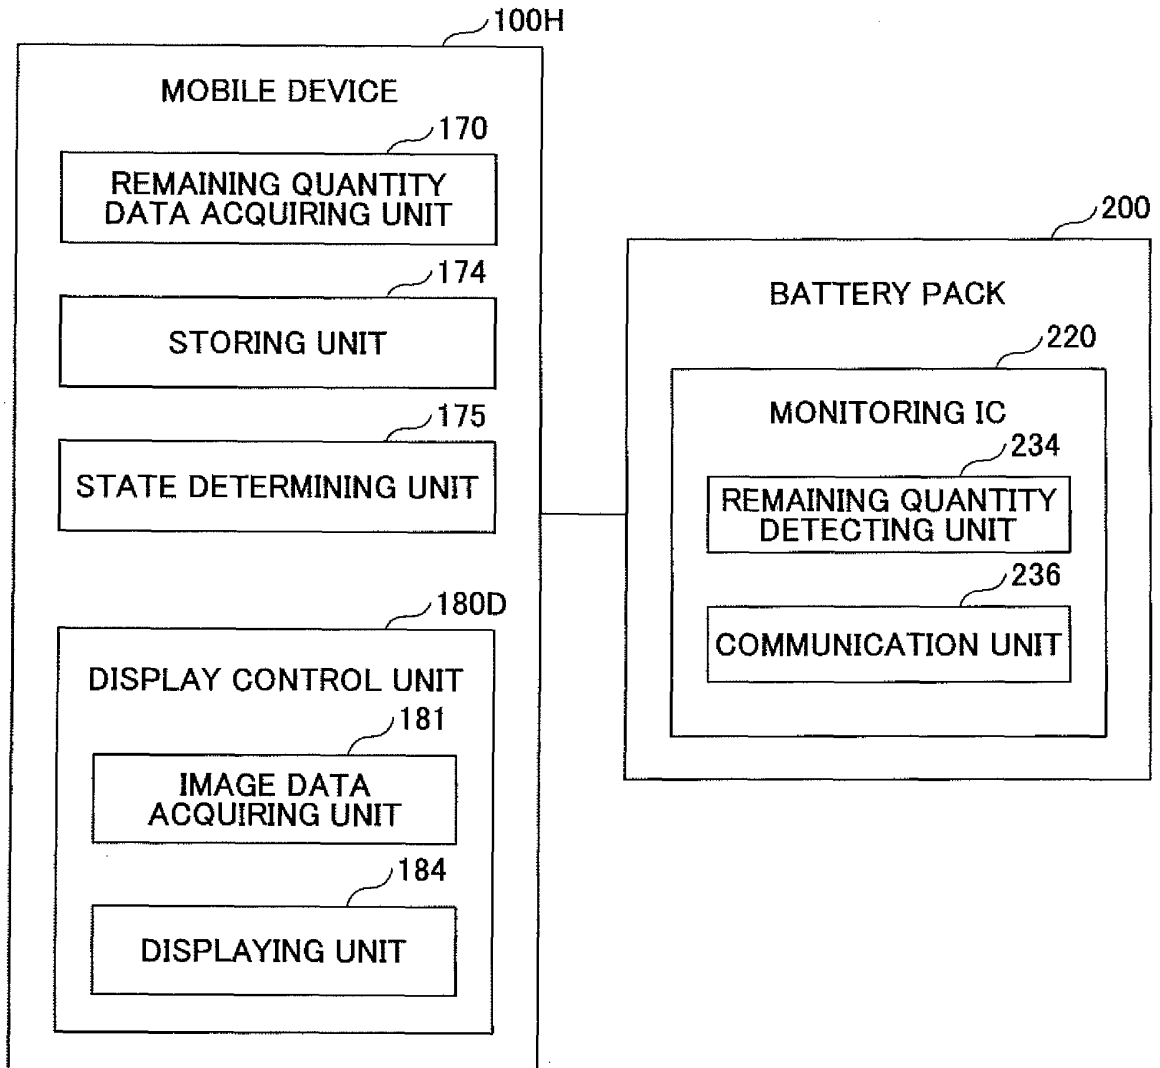 100H
MOBILE DEVICE
170
REMAINING QUANTITY
DATA ACQUIRING UNIT
174
STORING UNIT
175
STATE DETERMINING UNIT
180D
DISPLAY CONTROL UNIT
181
IMAGE DATA
ACQUIRING UNIT
184
DISPLAYING UNIT
200
BATTERY PACK
220
MONITORING IC
234
REMAINING QUANTITY
DETECTING UNIT
236
COMMUNICATION UNIT